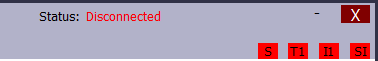 Status: Disconnected - X
S T1 I1 SI